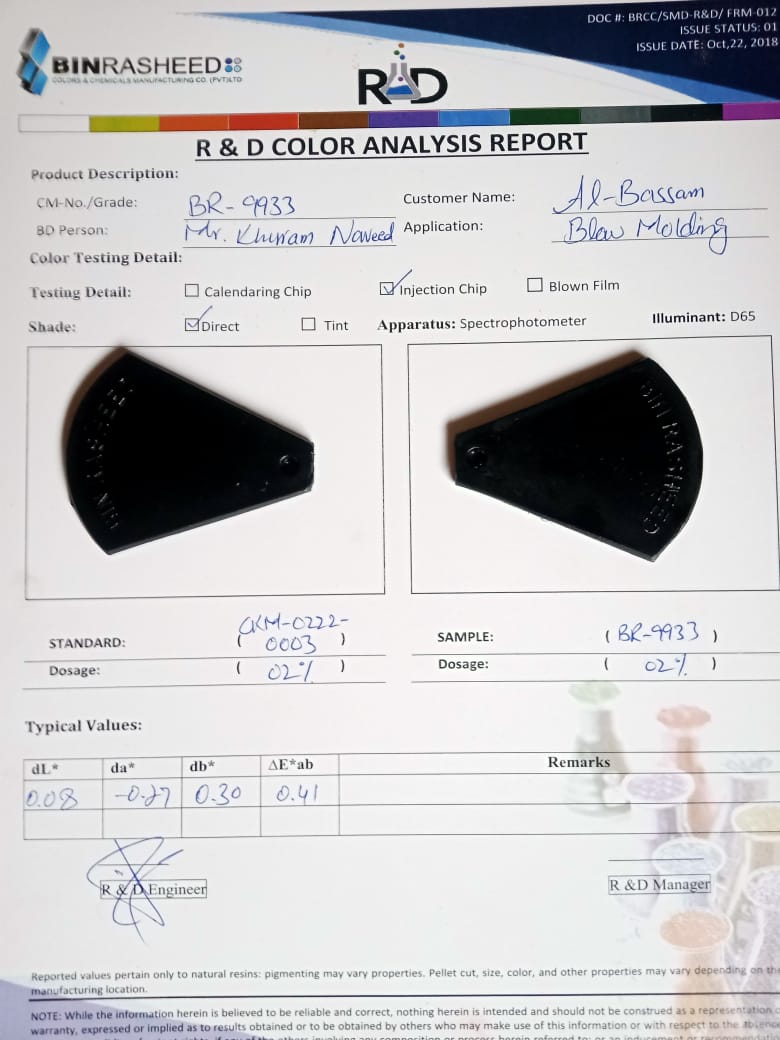 DOC #: BRCC/SMD-R&D/ FRM-012
ISSUE STATUS: 01
ISSUE DATE: Oct,22, 2018
BINRASHEED
COLORS & CHEMICALS MANUFACTURING CO. (PVT)LTD
R&D
R & D COLOR ANALYSIS REPORT
Product Description:
CM-No./Grade: BR-9933 Customer Name: Al-Bassam
BD Person: Mr. Khurram Naveed Application: Blow Molding
Color Testing Detail:
Testing Detail: Calendaring Chip Injection Chip Blown Film
Shade: Direct Tint Apparatus: Spectrophotometer Illuminant: D65
BIN RASHEED
BIN RASHEED
STANDARD: (CKM-0222-0003) SAMPLE: (BR-9933)
Dosage: (02%) Dosage: (02%)
Typical Values:
dL* da* db* ΔE*ab Remarks
0.08 -0.27 0.30 0.41
R & D Engineer R &D Manager
Reported values pertain only to natural resins: pigmenting may vary properties. Pellet cut, size, color, and other properties may vary depending on the
manufacturing location.
NOTE: While the information herein is believed to be reliable and correct, nothing herein is intended and should not be construed as a representation
warranty, expressed or implied as to results obtained or to be obtained by others who may make use of this information or with respect to the absence